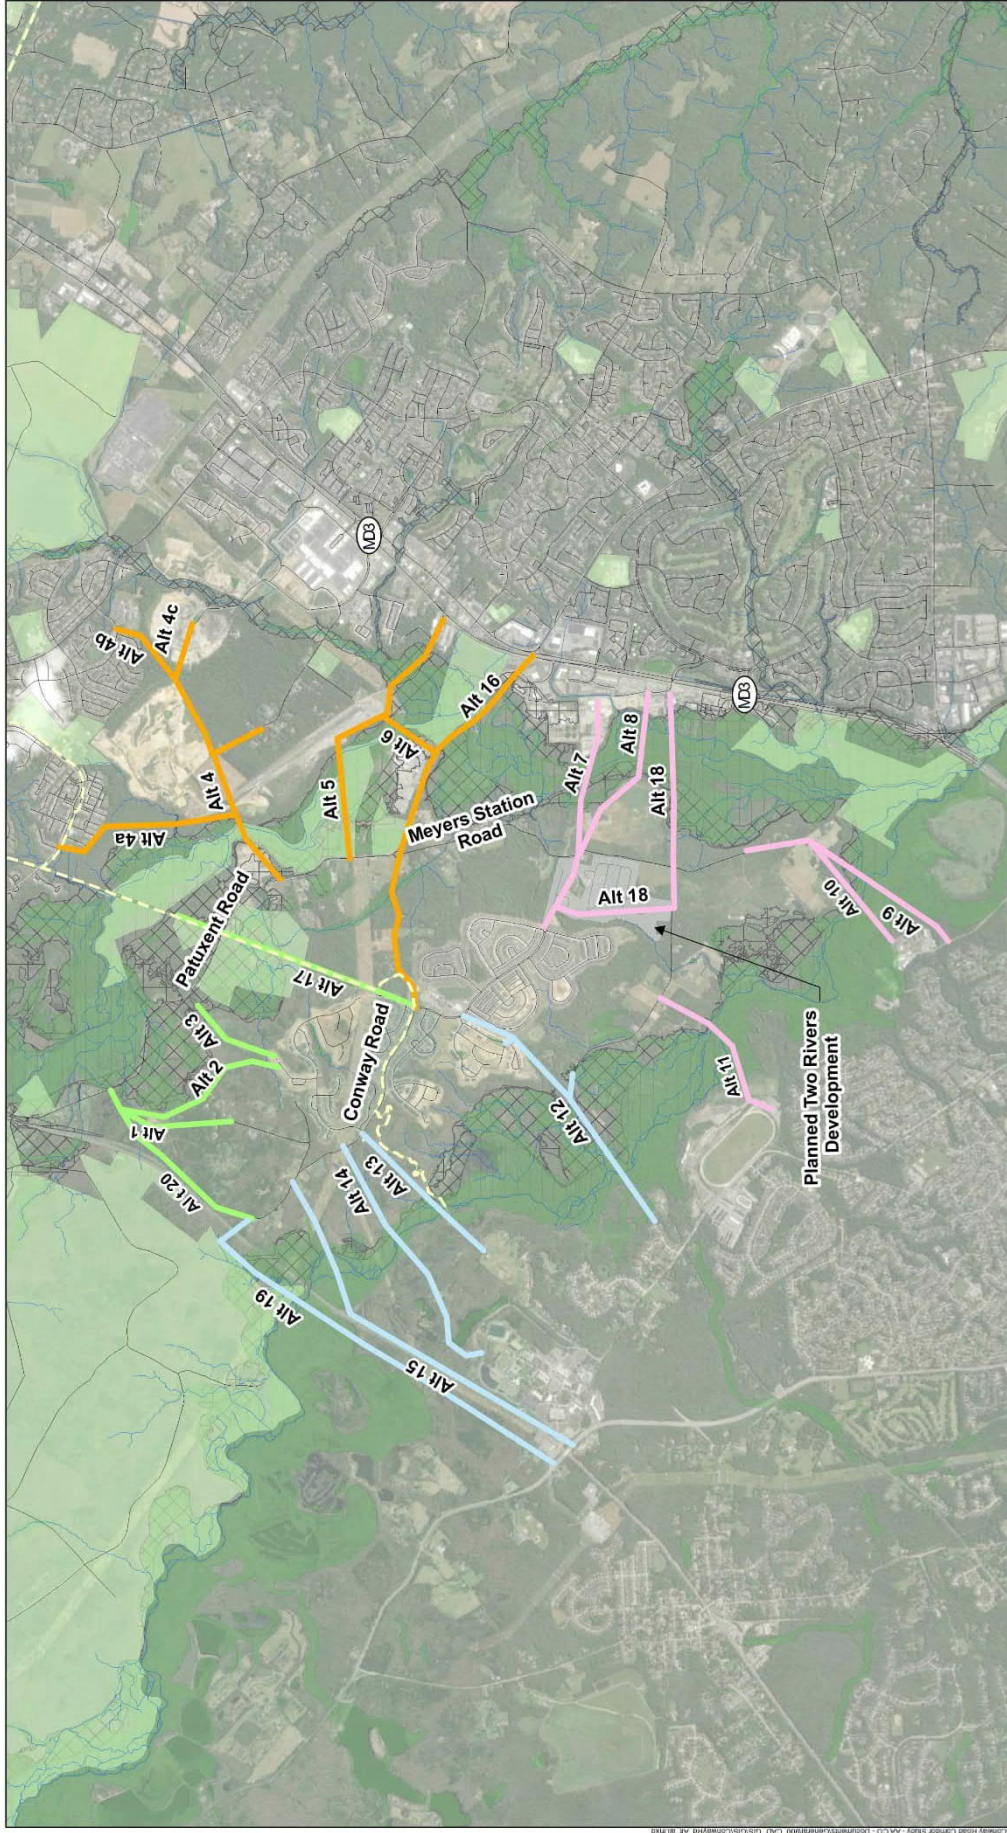 Alt 4b
Alt 4c
Alt 4
Alt 4a
Patuxent Road
Alt 17
Alt 3
Alt 2
Alt 1
Alt 20
Alt 5
Alt 6
Alt 16
Meyers Station
Road
MD3
Conway Road
Alt 14
Alt 13
Alt 19
Alt 15
Alt 12
Alt 7
Alt 8
Alt 18
Alt 18
MD3
Alt 10
Alt 9
Alt 11
Planned Two Rivers
Development